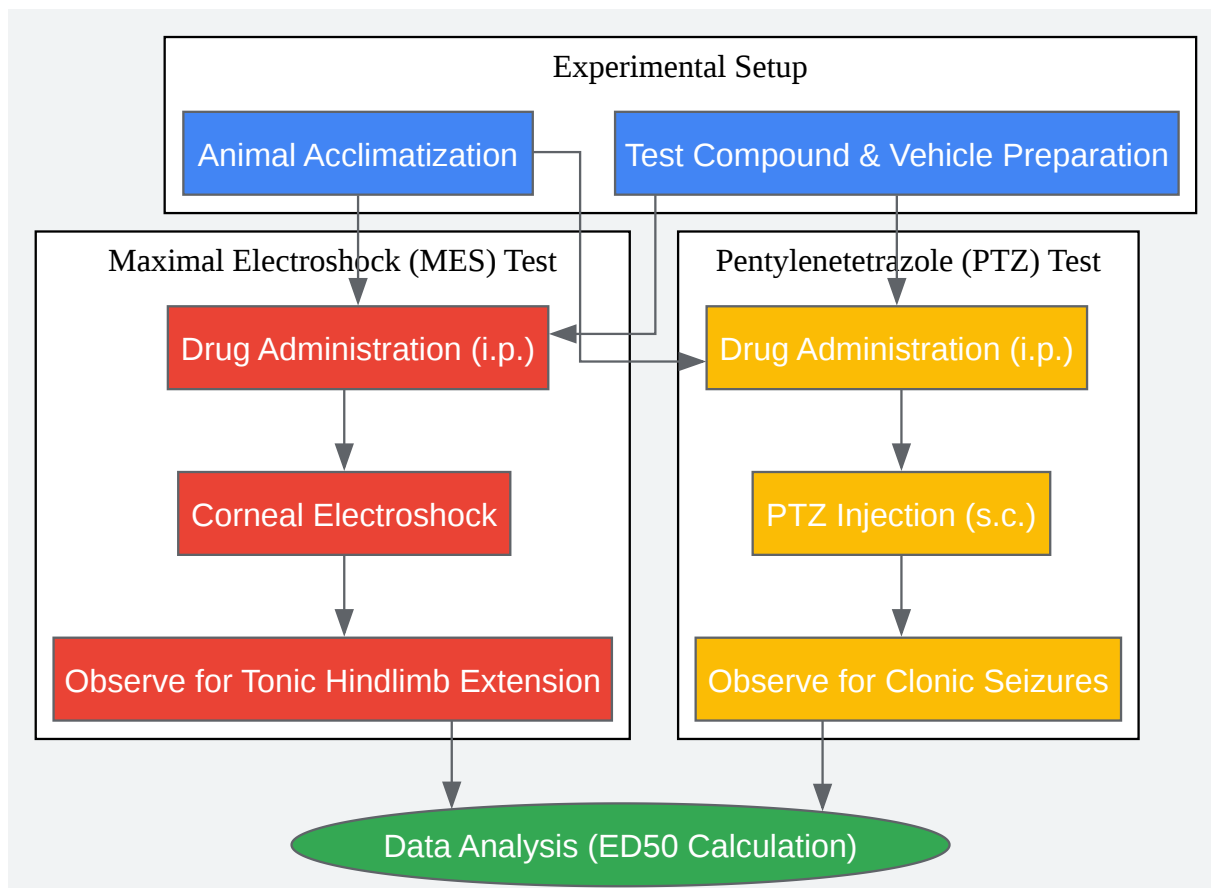 Experimental Setup
Animal Acclimatization
Test Compound & Vehicle Preparation
Maximal Electroshock (MES) Test
Pentylenetetrazole (PTZ) Test
Drug Administration (i.p.)
Drug Administration (i.p.)
Corneal Electroshock
PTZ Injection (s.c.)
Observe for Tonic Hindlimb Extension
Observe for Clonic Seizures
Data Analysis (ED50 Calculation)